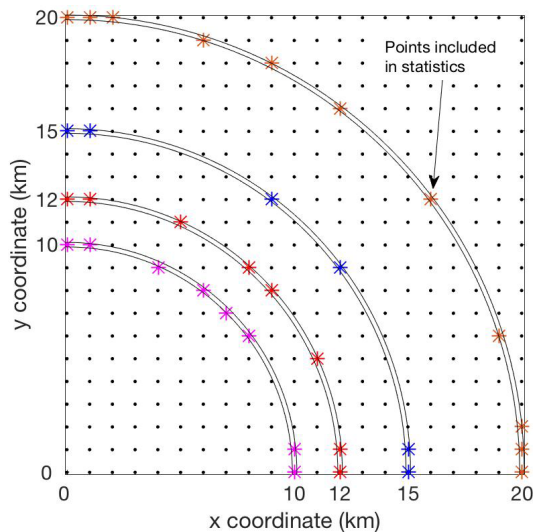 20
Points included
in statistics
15
12
10
0
y coordinate (km)
0
10
12
15
20
x coordinate (km)